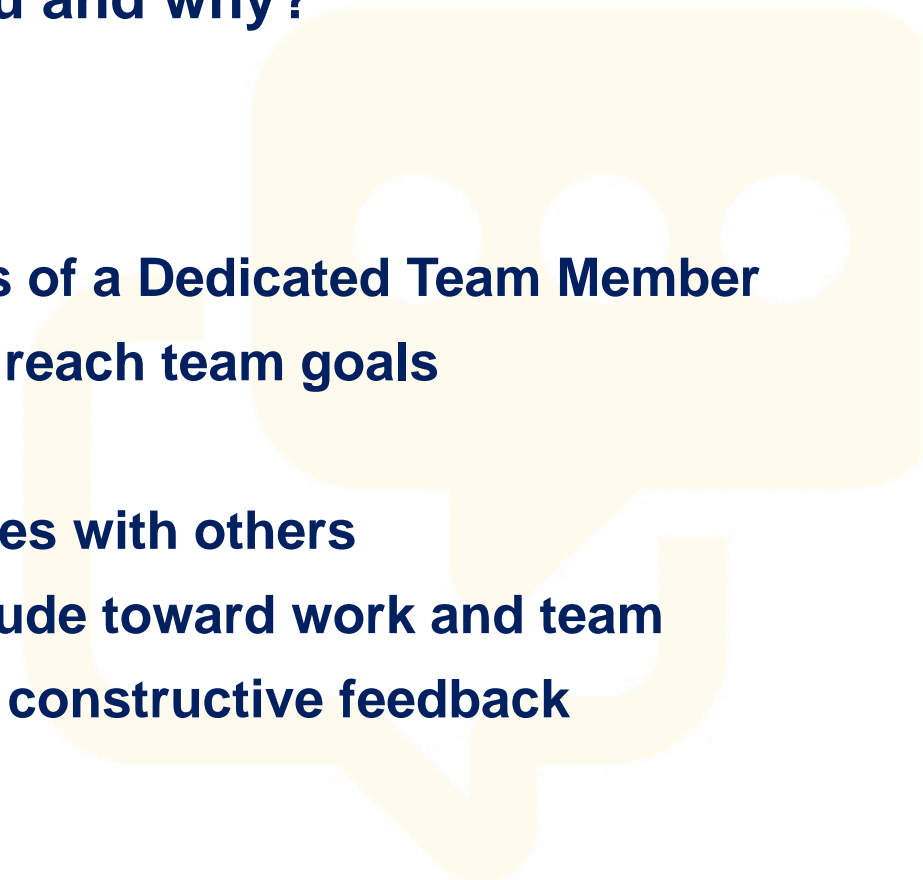 and why?
s of a Dedicated Team Member
reach team goals
es with others
ude toward work and team
constructive feedback